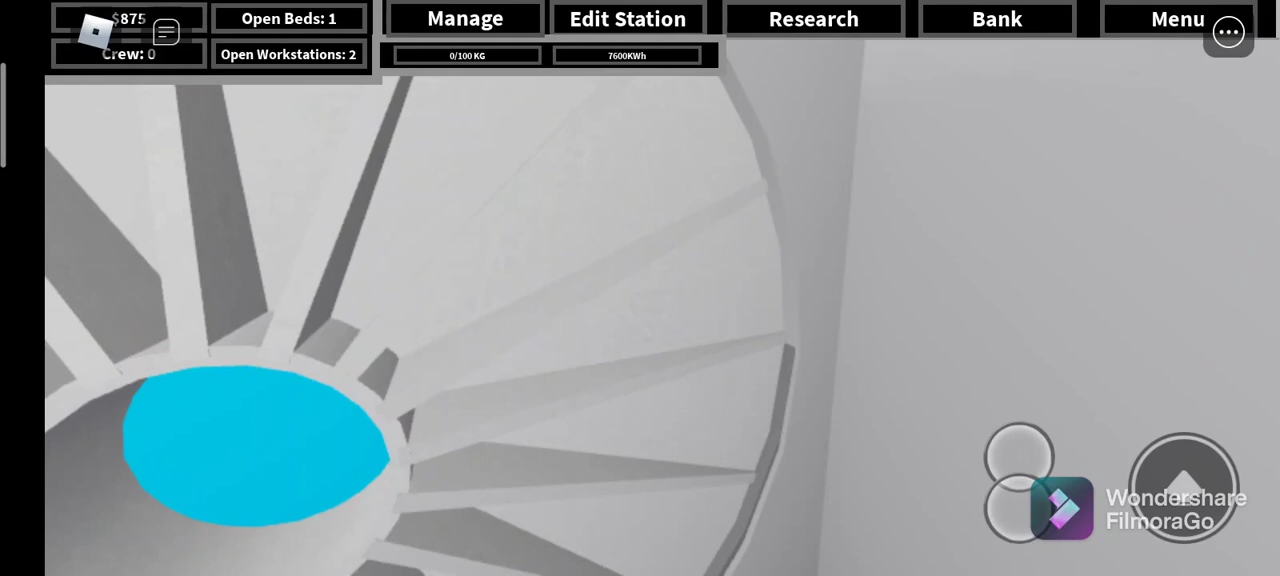 $875
Open Beds: 1
Manage
Edit Station
Research
Bank
Menu
Crew: 0
Open Workstations: 2
0/100 KG
7600KWh
Wondershare
FilmoraGo